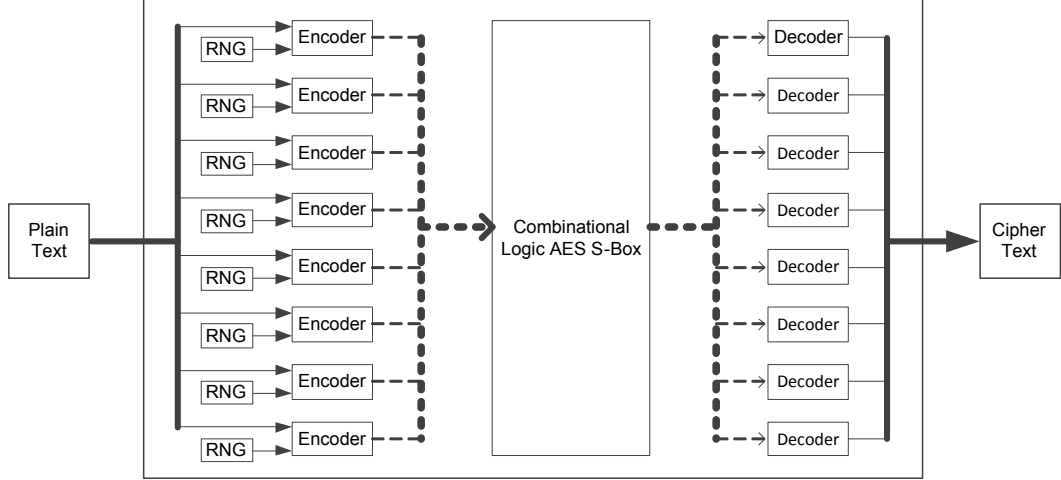 Encoder
RNG
Decoder
Encoder
RNG
Decoder
Encoder
RNG
Decoder
Encoder
RNG
Decoder
Plain
Text
Combinational
Logic AES S-Box
Cipher
Text
Encoder
RNG
Decoder
Encoder
RNG
Decoder
Encoder
RNG
Decoder
Encoder
RNG
Decoder